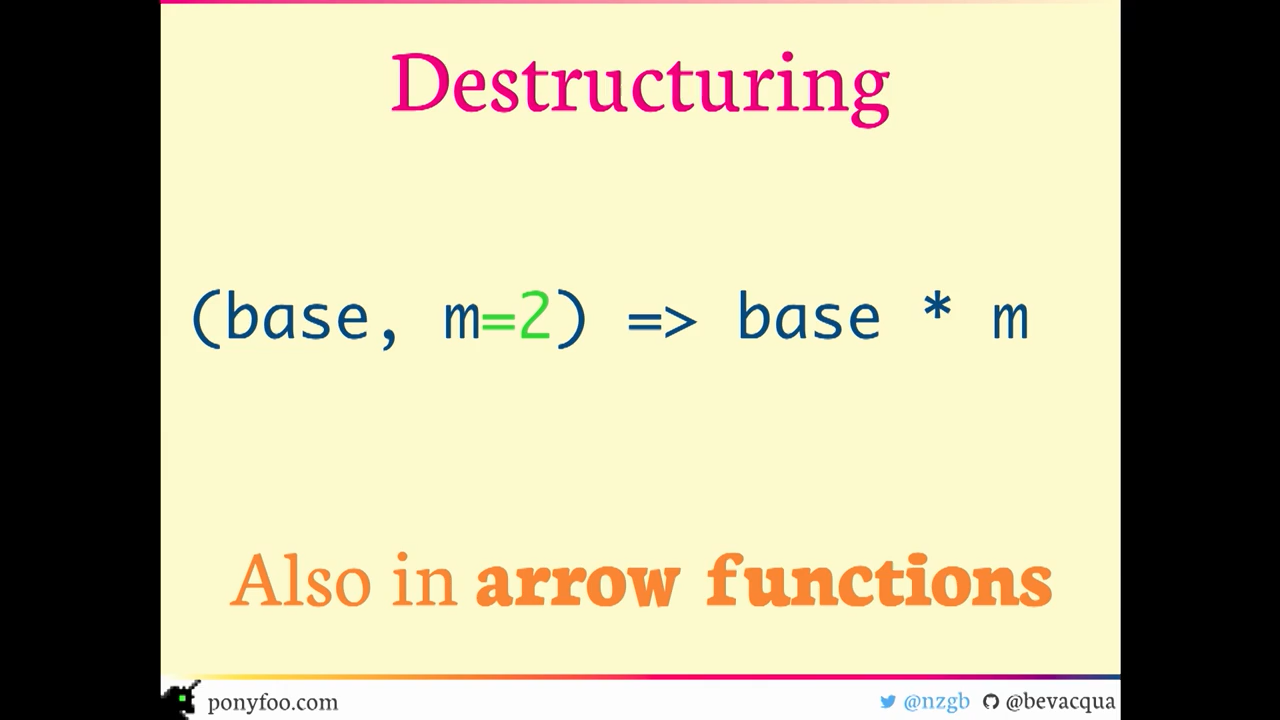 Destructuring
(base, m=2) => base * m
Also in arrow functions
ponyfoo.com @nzgb @bevacqua